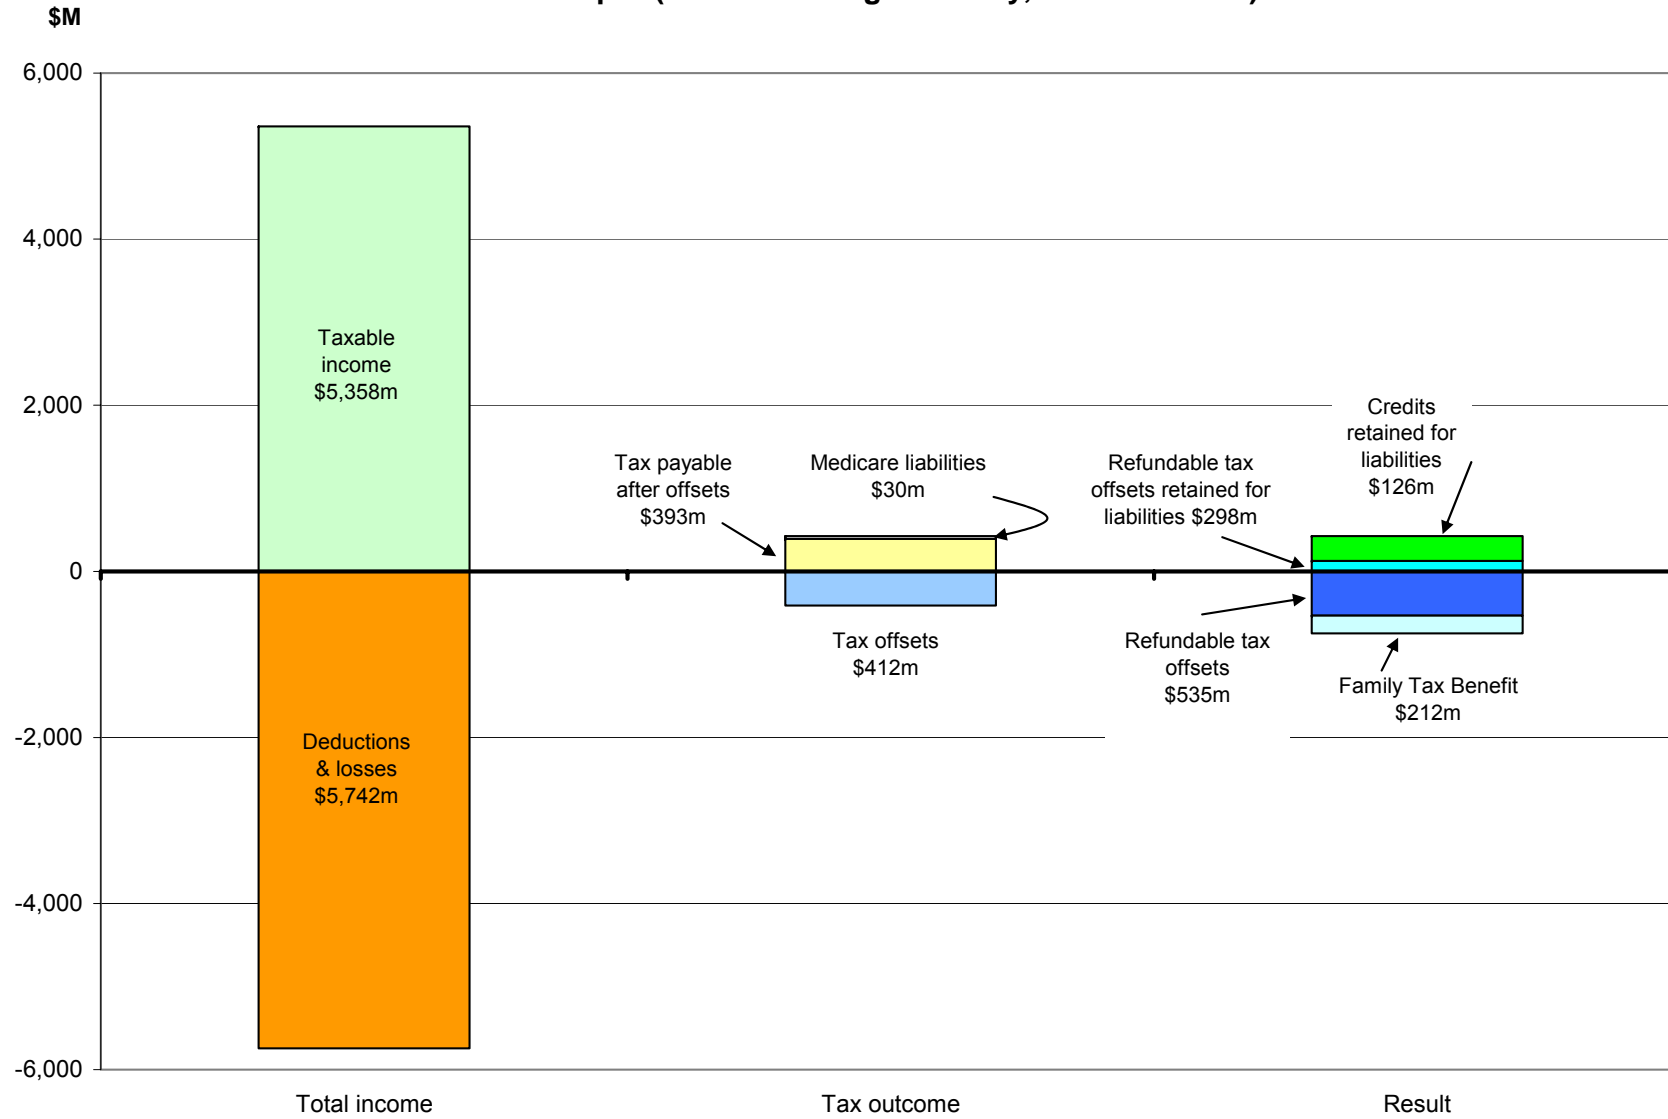 $M
6,000
4,000
2,000
0
-2,000
-4,000
-6,000
Taxable
income
$5,358m
Deductions
& losses
$5,742m
Tax payable
after offsets
$393m
Medicare liabilities
$30m
Tax offsets
$412m
Refundable tax
offsets retained for
liabilities $298m
Credits
retained for
liabilities
$126m
Refundable tax
offsets
$535m
Family Tax Benefit
$212m
Total income
Tax outcome
Result